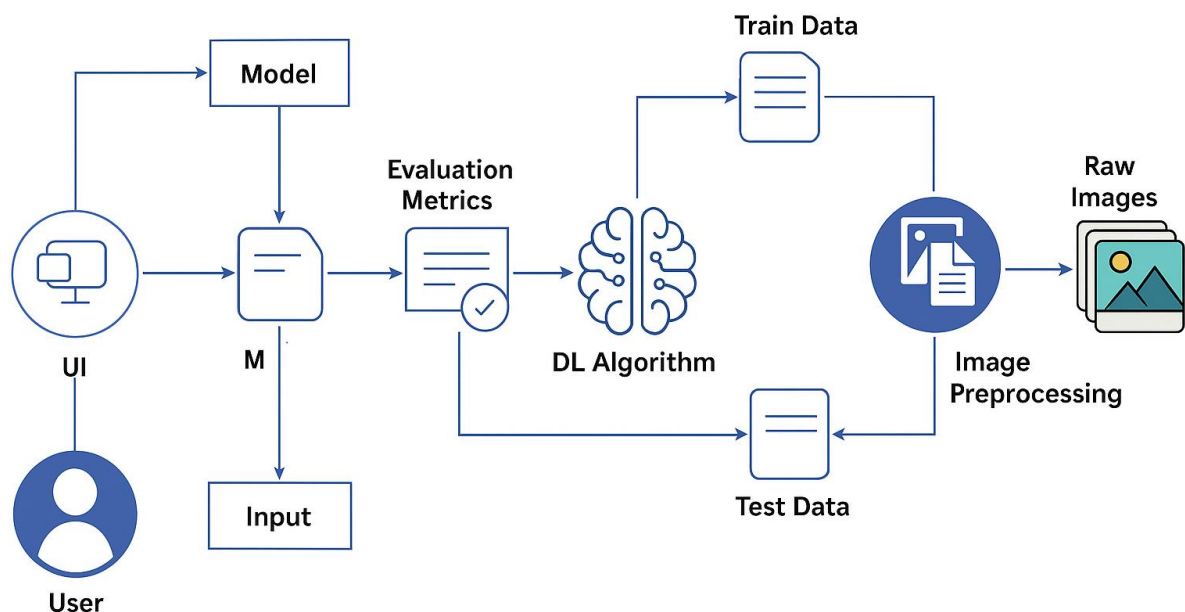 Train Data
Model
Evaluation
Metrics
Raw
Images
UI
M
DL Algorithm
Image
Preprocessing
Input
Test Data
User